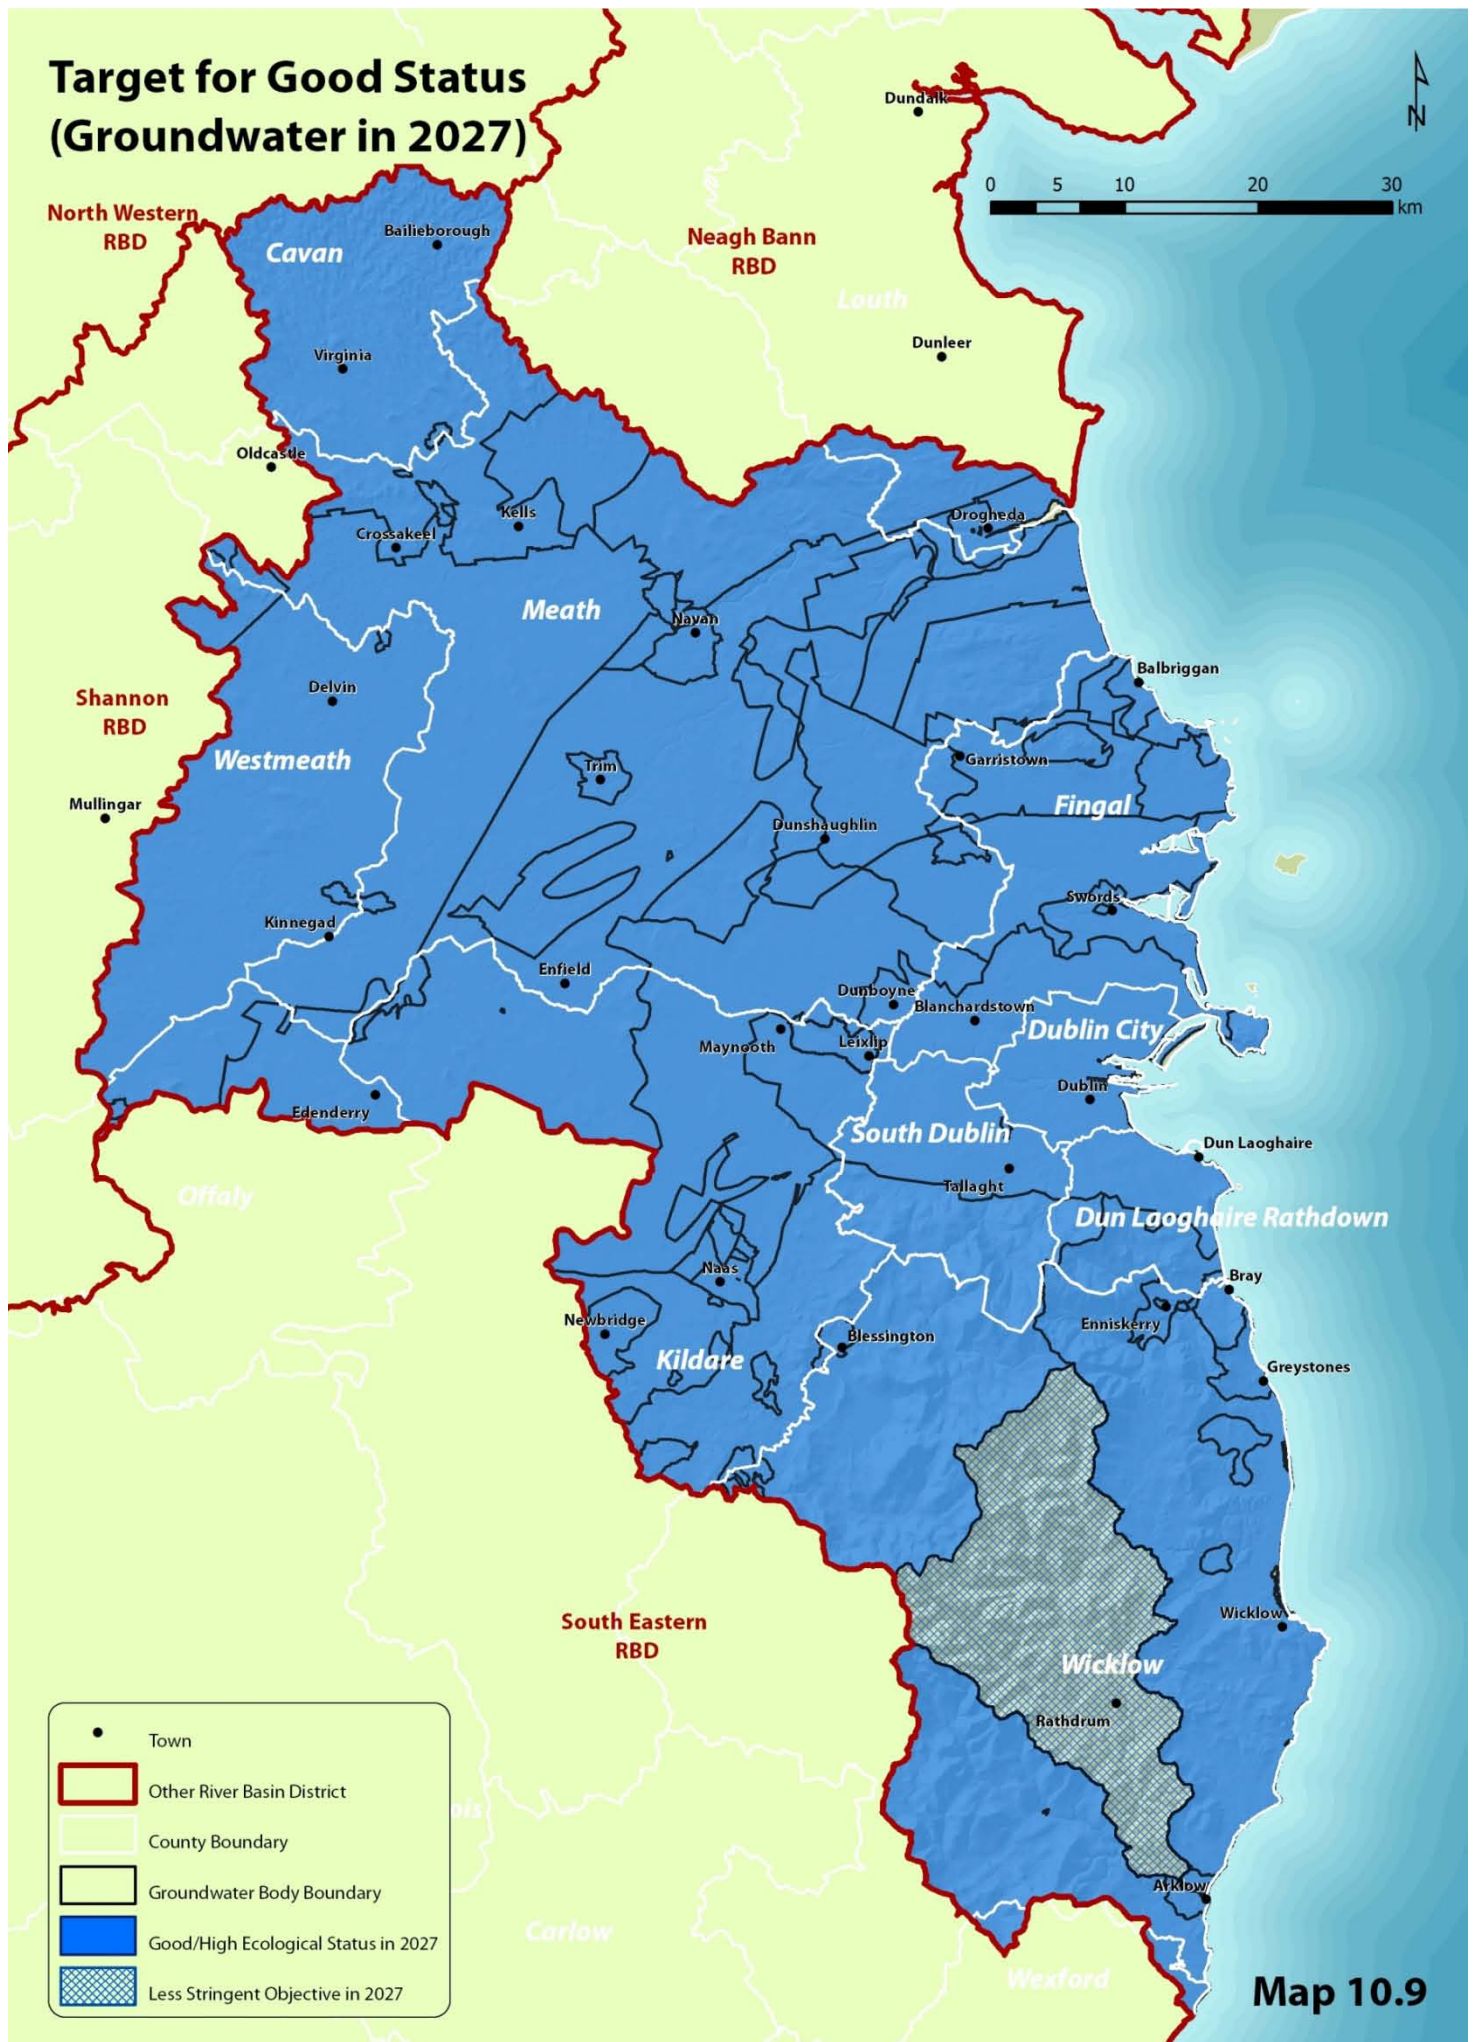 Target for Good Status
(Groundwater in 2027)
Dundalk
N
0 5 10 20 30
km
North Western
RBD
Cavan
Bailieborough
Neagh Bann
RBD
Louth
Dunleer
Virginia
Oldcastle
Kells
Crossakeel
Drogheda
Meath
Navan
Balbriggan
Shannon
RBD
Delvin
Westmeath
Trim
Garristown
Fingal
Mullingar
Dunshaughlin
Swords
Kinnegad
Enfield
Dunboyne
Blanchardstown
Dublin City
Maynooth
Leixlip
Dublin
Edenderry
South Dublin
Dun Laoghaire
Tallaght
Offaly
Dun Laoghaire Rathdown
Naas
Bray
Newbridge
Enniskerry
Blessington
Kildare
Greystones
Wicklow
South Eastern
RBD
Wicklow
Rathdrum
Town
Other River Basin District
ois
County Boundary
Groundwater Body Boundary
Arklow
Good/High Ecological Status in 2027
Carlow
Wexford
Less Stringent Objective in 2027
Map 10.9